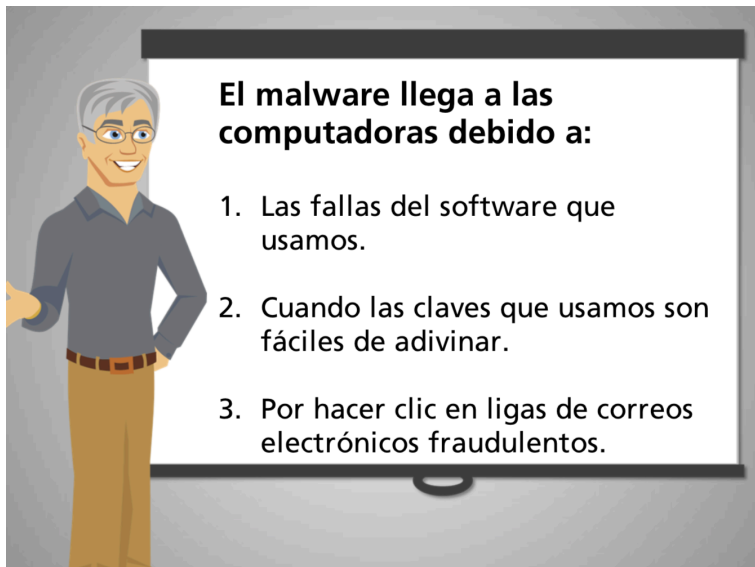 El malware llega a las
computadoras debido a:
1. Las fallas del software que
usamos.
2. Cuando las claves que usamos son
fáciles de adivinar.
3. Por hacer clic en ligas de correos
electrónicos fraudulentos.